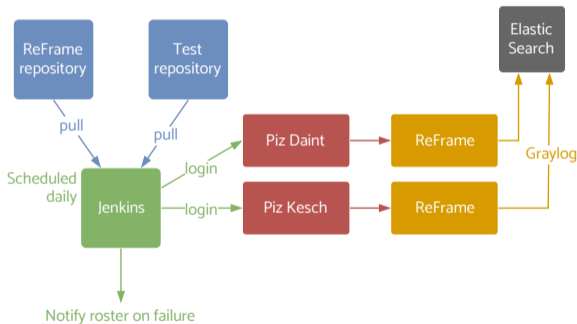 ReFrame
repository
Test
repository
Elastic
Search
pull
pull
Piz Daint
ReFrame
Graylog
login
Scheduled
daily
Jenkins
login
Piz Kesch
ReFrame
Notify roster on failure